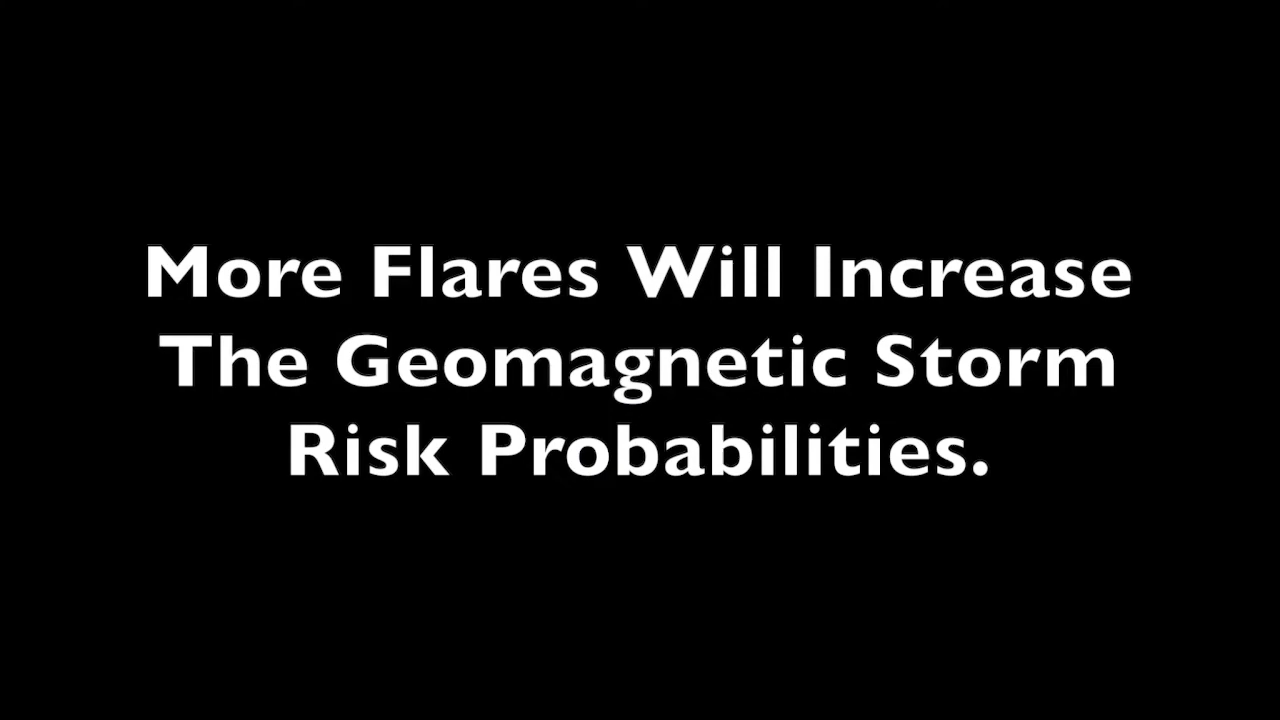 More Flares Will Increase
The Geomagnetic Storm
Risk Probabilities.